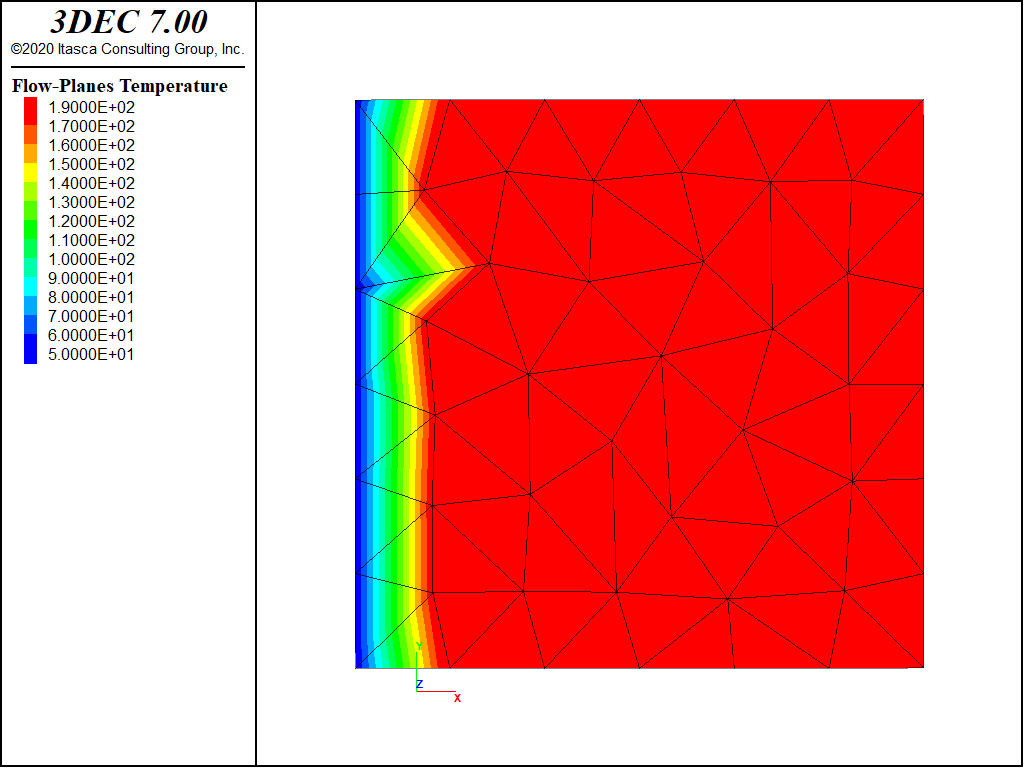 3DEC 7.00
©2020 Itasca Consulting Group, Inc.
Flow-Planes Temperature
1.9000E+02
1.7000E+02
1.6000E+02
1.5000E+02
1.4000E+02
1.3000E+02
1.2000E+02
1.1000E+02
1.0000E+02
9.0000E+01
8.0000E+01
7.0000E+01
6.0000E+01
5.0000E+01
Y
Z
X